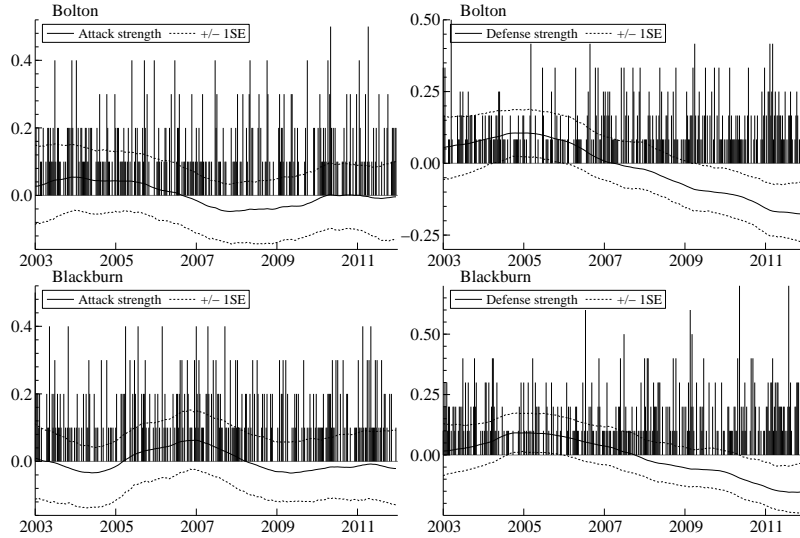 Bolton
Attack strength +/− 1SE
0.4
0.2
0.0
2003 2005 2007 2009 2011
Bolton
Defense strength +/− 1SE
0.50
0.25
0.00
−0.25
2003 2005 2007 2009 2011
Blackburn
Attack strength +/− 1SE
0.4
0.2
0.0
2003 2005 2007 2009 2011
Blackburn
Defense strength +/− 1SE
0.50
0.25
0.00
2003 2005 2007 2009 2011